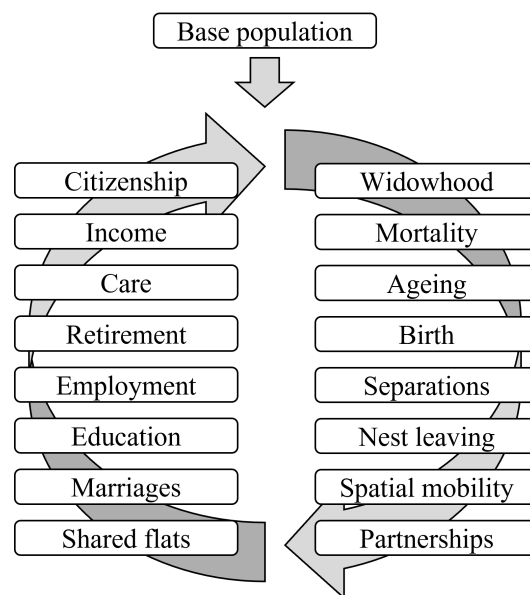 Base population
Citizenship
Income
Care
Retirement
Employment
Education
Marriages
Shared flats
Widowhood
Mortality
Ageing
Birth
Separations
Nest leaving
Spatial mobility
Partnerships